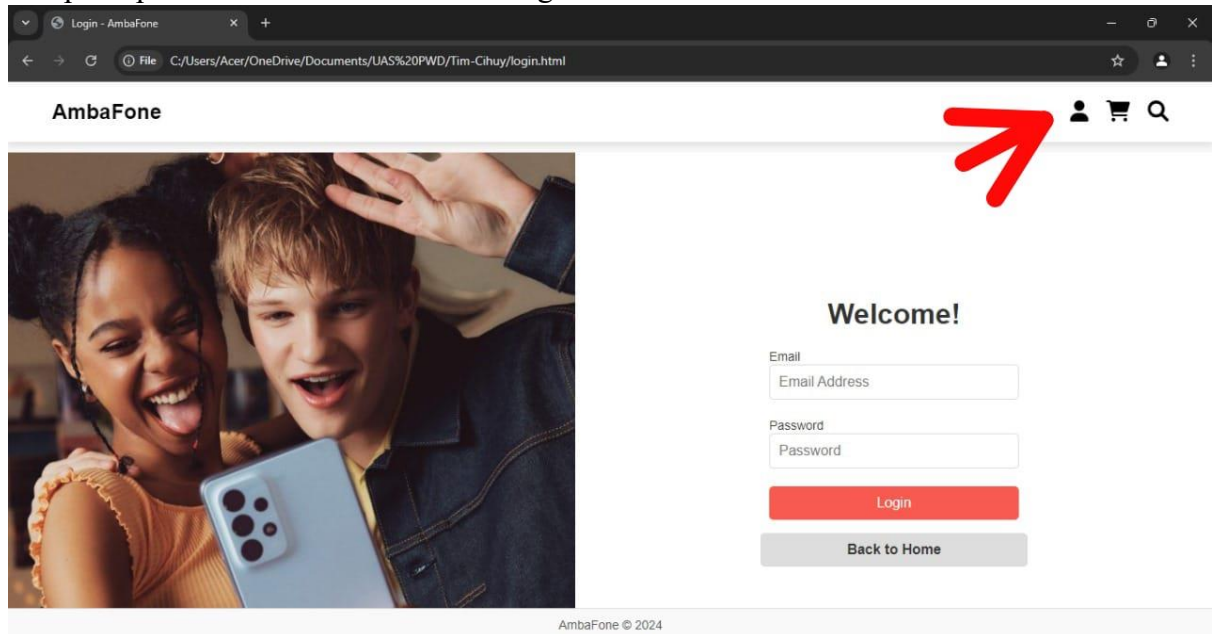 Login - AmbaFone
File C:/Users/Acer/OneDrive/Documents/UAS%20PWD/Tim-Cihuy/login.html
AmbaFone
Welcome!
Email
Email Address
Password
Password
Login
Back to Home
AmbaFone © 2024